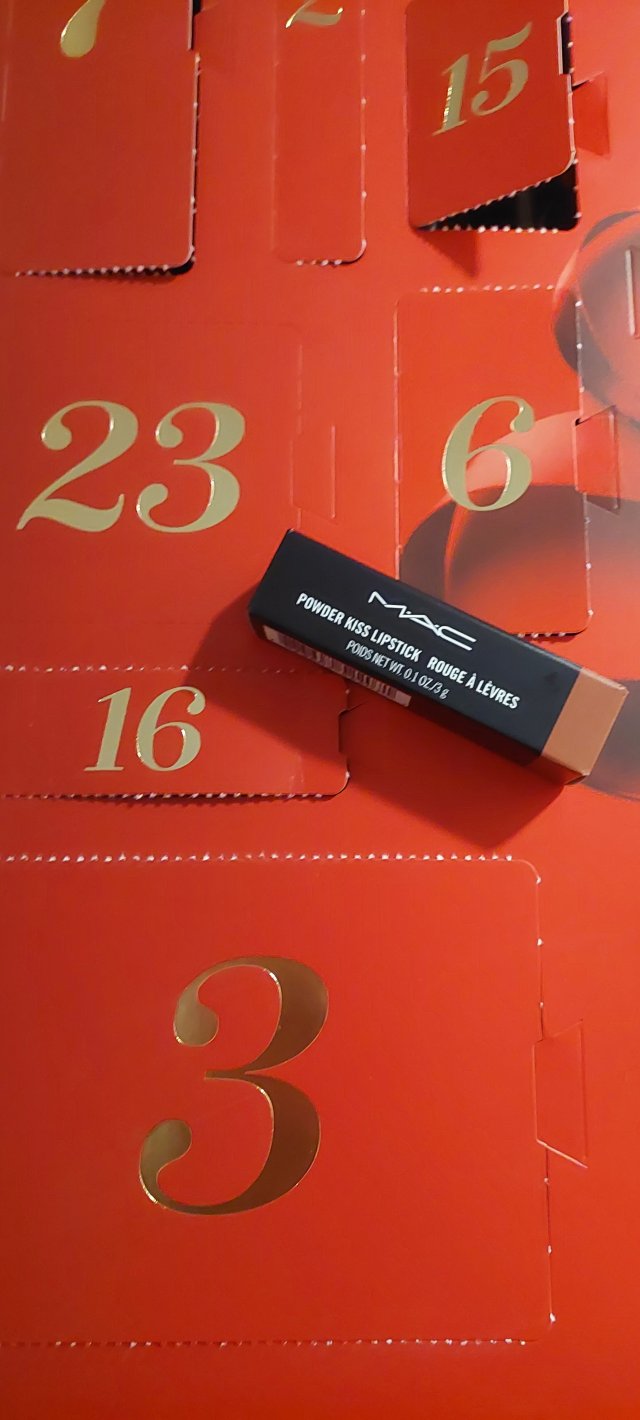 7
2
15
23
6
MAC
POWDER KISS LIPSTICK ROUGE À LÈVRES
POIDS NET WT. 0.1 OZ./3 g
16
3